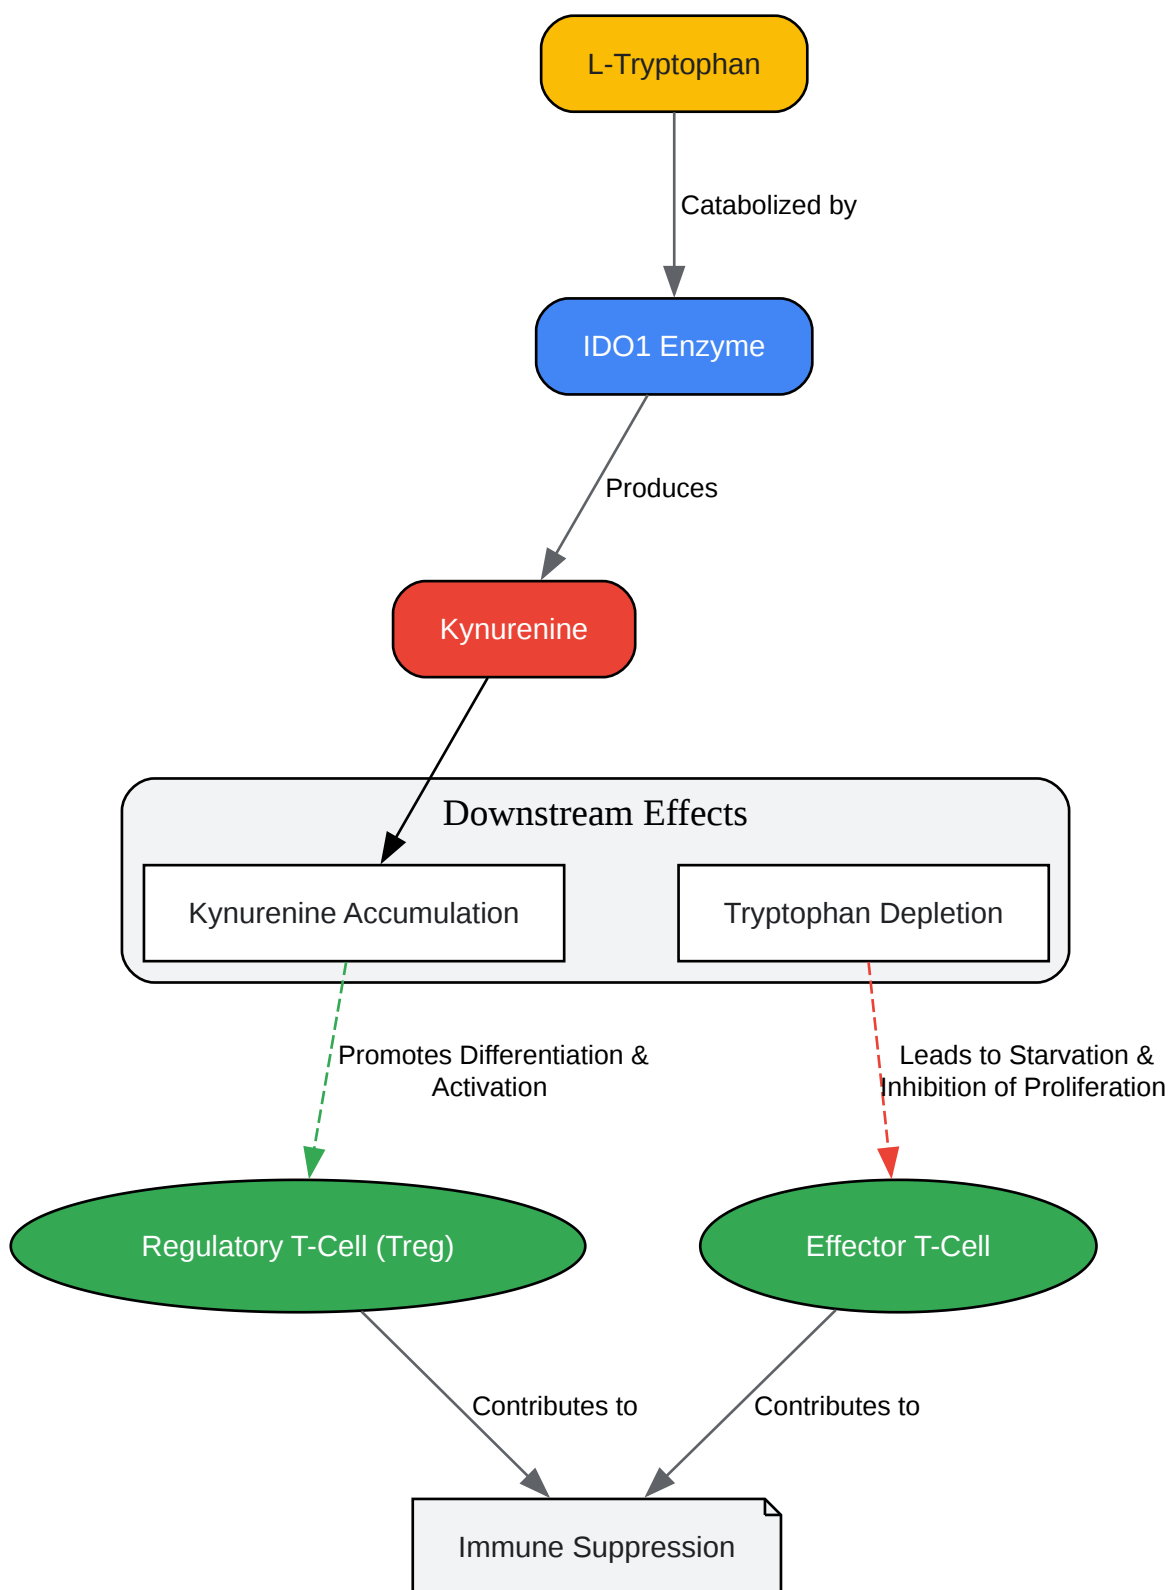 L-Tryptophan
Catabolized by
IDO1 Enzyme
Produces
Kynurenine
Downstream Effects
Kynurenine Accumulation
Tryptophan Depletion
Promotes Differentiation &
Activation
Leads to Starvation &
Inhibition of Proliferation
Regulatory T-Cell (Treg)
Effector T-Cell
Contributes to
Contributes to
Immune Suppression